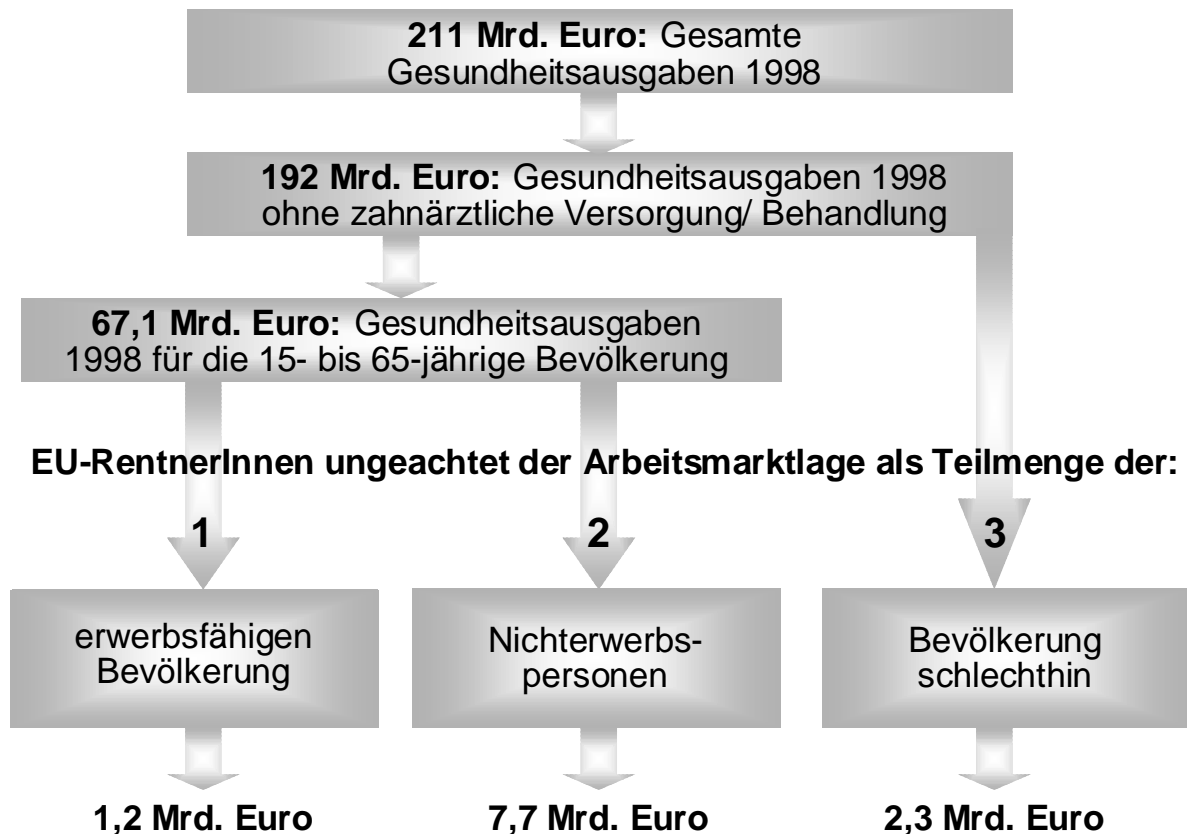 211 Mrd. Euro: Gesamte
Gesundheitsausgaben 1998
192 Mrd. Euro: Gesundheitsausgaben 1998
ohne zahnärztliche Versorgung/ Behandlung
67,1 Mrd. Euro: Gesundheitsausgaben
1998 für die 15- bis 65-jährige Bevölkerung
EU-RentnerInnen ungeachtet der Arbeitsmarktlage als Teilmenge der:
1
2
3
erwerbsfähigen
Bevölkerung
Nichterwerbs-
personen
Bevölkerung
schlechthin
1,2 Mrd. Euro
7,7 Mrd. Euro
2,3 Mrd. Euro